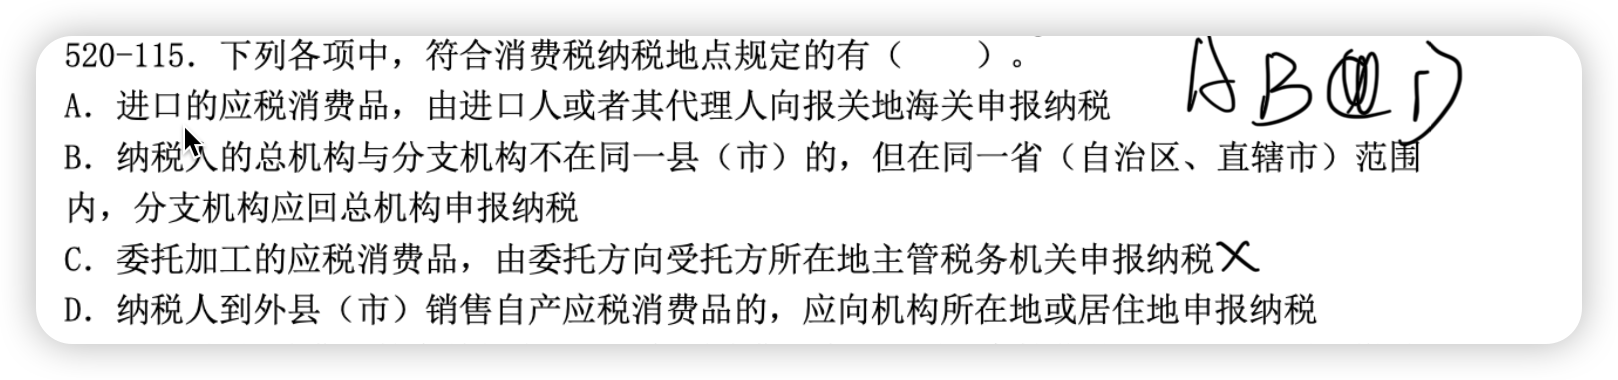 520-115. 下列各项中，符合消费税纳税地点规定的有（　　）。
A B D
A. 进口的应税消费品，由进口人或者其代理人向报关地海关申报纳税
B. 纳税人的总机构与分支机构不在同一县（市）的，但在同一省（自治区、直辖市）范围
内，分支机构应回总机构申报纳税
C. 委托加工的应税消费品，由委托方向受托方所在地主管税务机关申报纳税×
D. 纳税人到外县（市）销售自产应税消费品的，应向机构所在地或居住地申报纳税